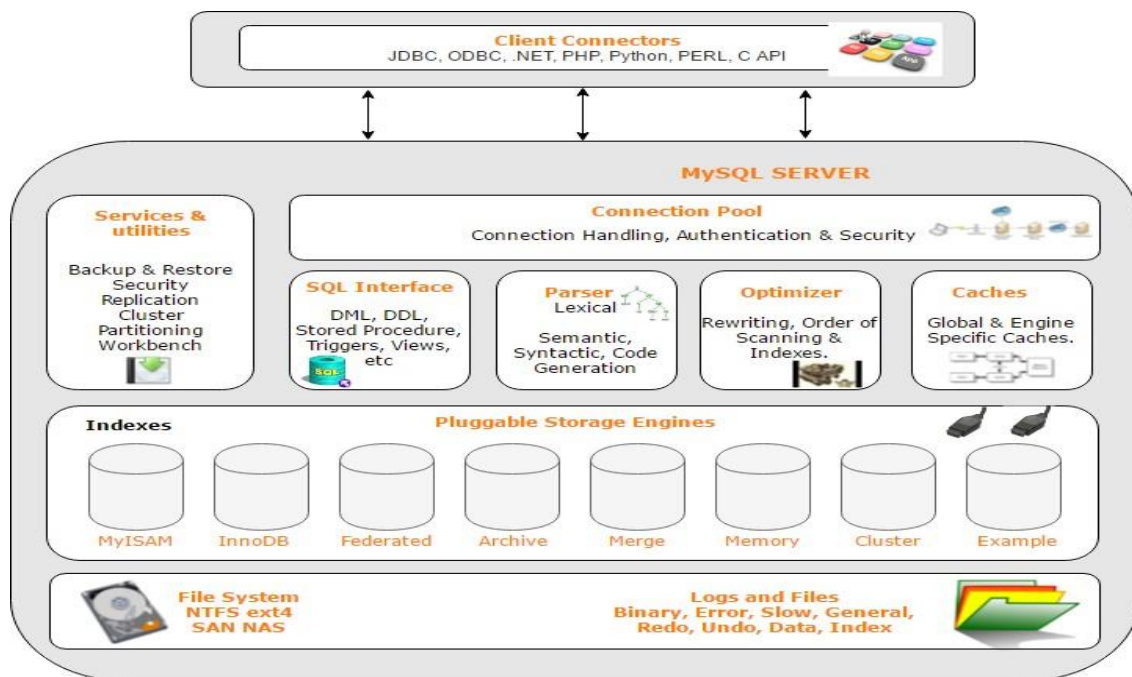 Client Connectors
JDBC, ODBC, .NET, PHP, Python, PERL, C API
APP
MySQL SERVER
Services &
utilities
Backup & Restore
Security
Replication
Cluster
Partitioning
Workbench
Connection Pool
Connection Handling, Authentication & Security
SQL Interface
DML, DDL,
Stored Procedure,
Triggers, Views,
etc
SQL
Parser
Lexical
Semantic,
Syntactic, Code
Generation
Optimizer
Rewriting, Order of
Scanning &
Indexes.
Caches
Global & Engine
Specific Caches.
Indexes
Pluggable Storage Engines
MyISAM
InnoDB
Federated
Archive
Merge
Memory
Cluster
Example
File System
NTFS ext4
SAN NAS
Logs and Files
Binary, Error, Slow, General,
Redo, Undo, Data, Index